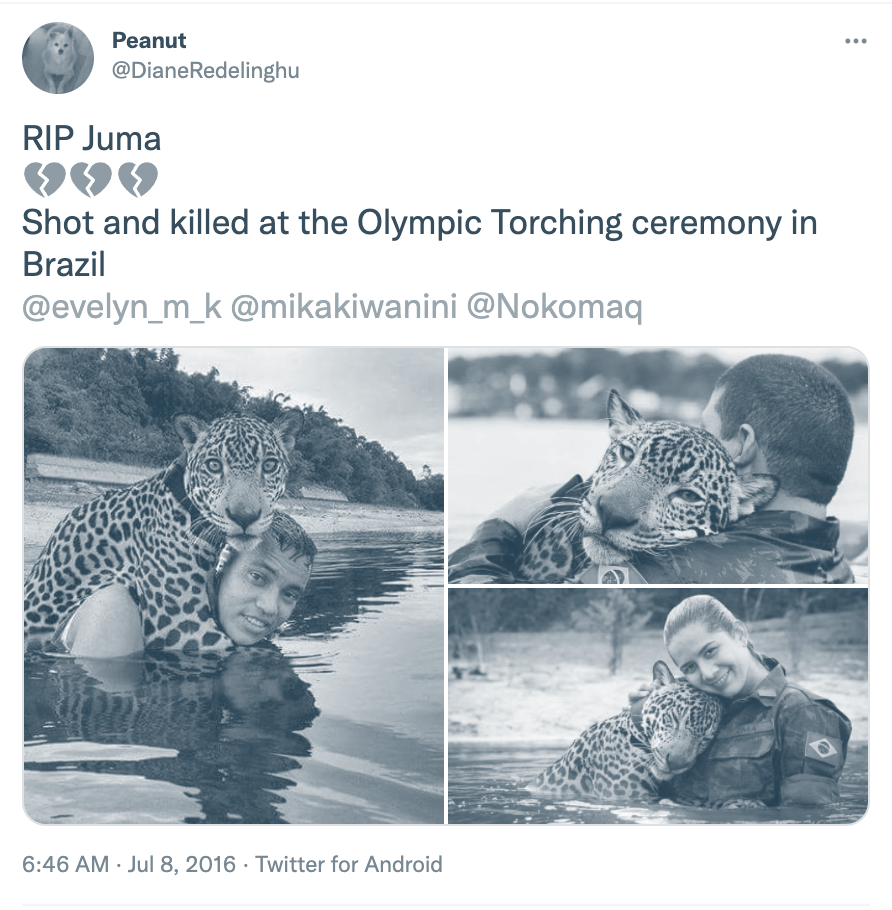 Peanut
@DianeRedelinghu
RIP Juma
💔💔💔
Shot and killed at the Olympic Torching ceremony in
Brazil
@evelyn_m_k @mikakiwanini @Nokomaq
6:46 AM · Jul 8, 2016 · Twitter for Android